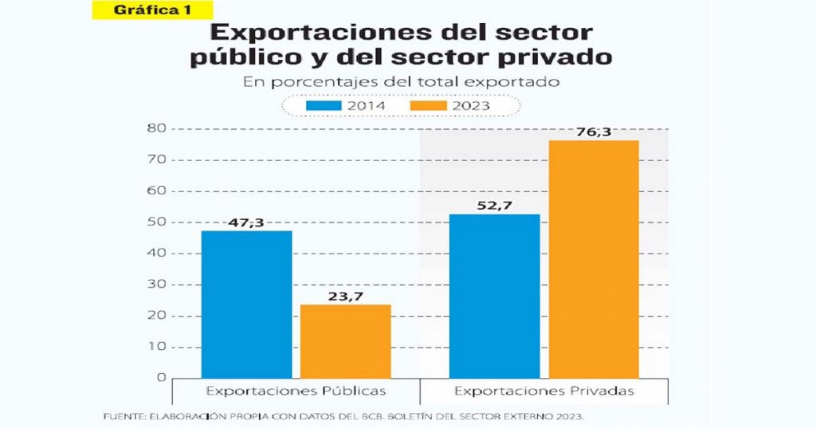 Gráfica 1
Exportaciones del sector
público y del sector privado
En porcentajes del total exportado
2014 2023
80
70
60
50
40
30
20
10
0
47,3
23,7
52,7
76,3
Exportaciones Públicas Exportaciones Privadas
FUENTE: ELABORACIÓN PROPIA CON DATOS DEL BCB. BOLETÍN DEL SECTOR EXTERNO 2023.